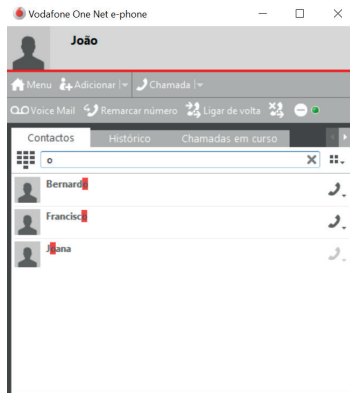 Vodafone One Net e-phone
João
Menu Adicionar Chamada
Voice Mail Remarcar número Ligar de volta
Contactos Histórico Chamadas em curso
o
Bernardo
Francisco
Joana